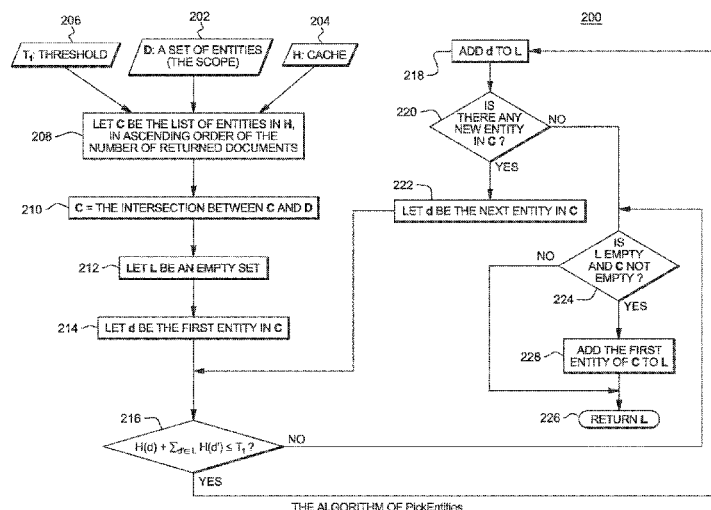 200
206
T₁: THRESHOLD
202
D: A SET OF ENTITIES
(THE SCOPE)
204
H: CACHE
208
LET C BE THE LIST OF ENTITIES IN H,
IN ASCENDING ORDER OF THE
NUMBER OF RETURNED DOCUMENTS
210
C = THE INTERSECTION BETWEEN C AND D
212
LET L BE AN EMPTY SET
214
LET d BE THE FIRST ENTITY IN C
216
H(d) + ∑d'∈L H(d') ≤ T₁ ?
NO
YES
218
ADD d TO L
220
IS
THERE ANY
NEW ENTITY
IN C ?
NO
YES
222
LET d BE THE NEXT ENTITY IN C
IS
L EMPTY
AND C NOT
EMPTY ?
224
NO
YES
228
ADD THE FIRST
ENTITY OF C TO L
226
RETURN L
THE ALGORITHM OF PickEntities